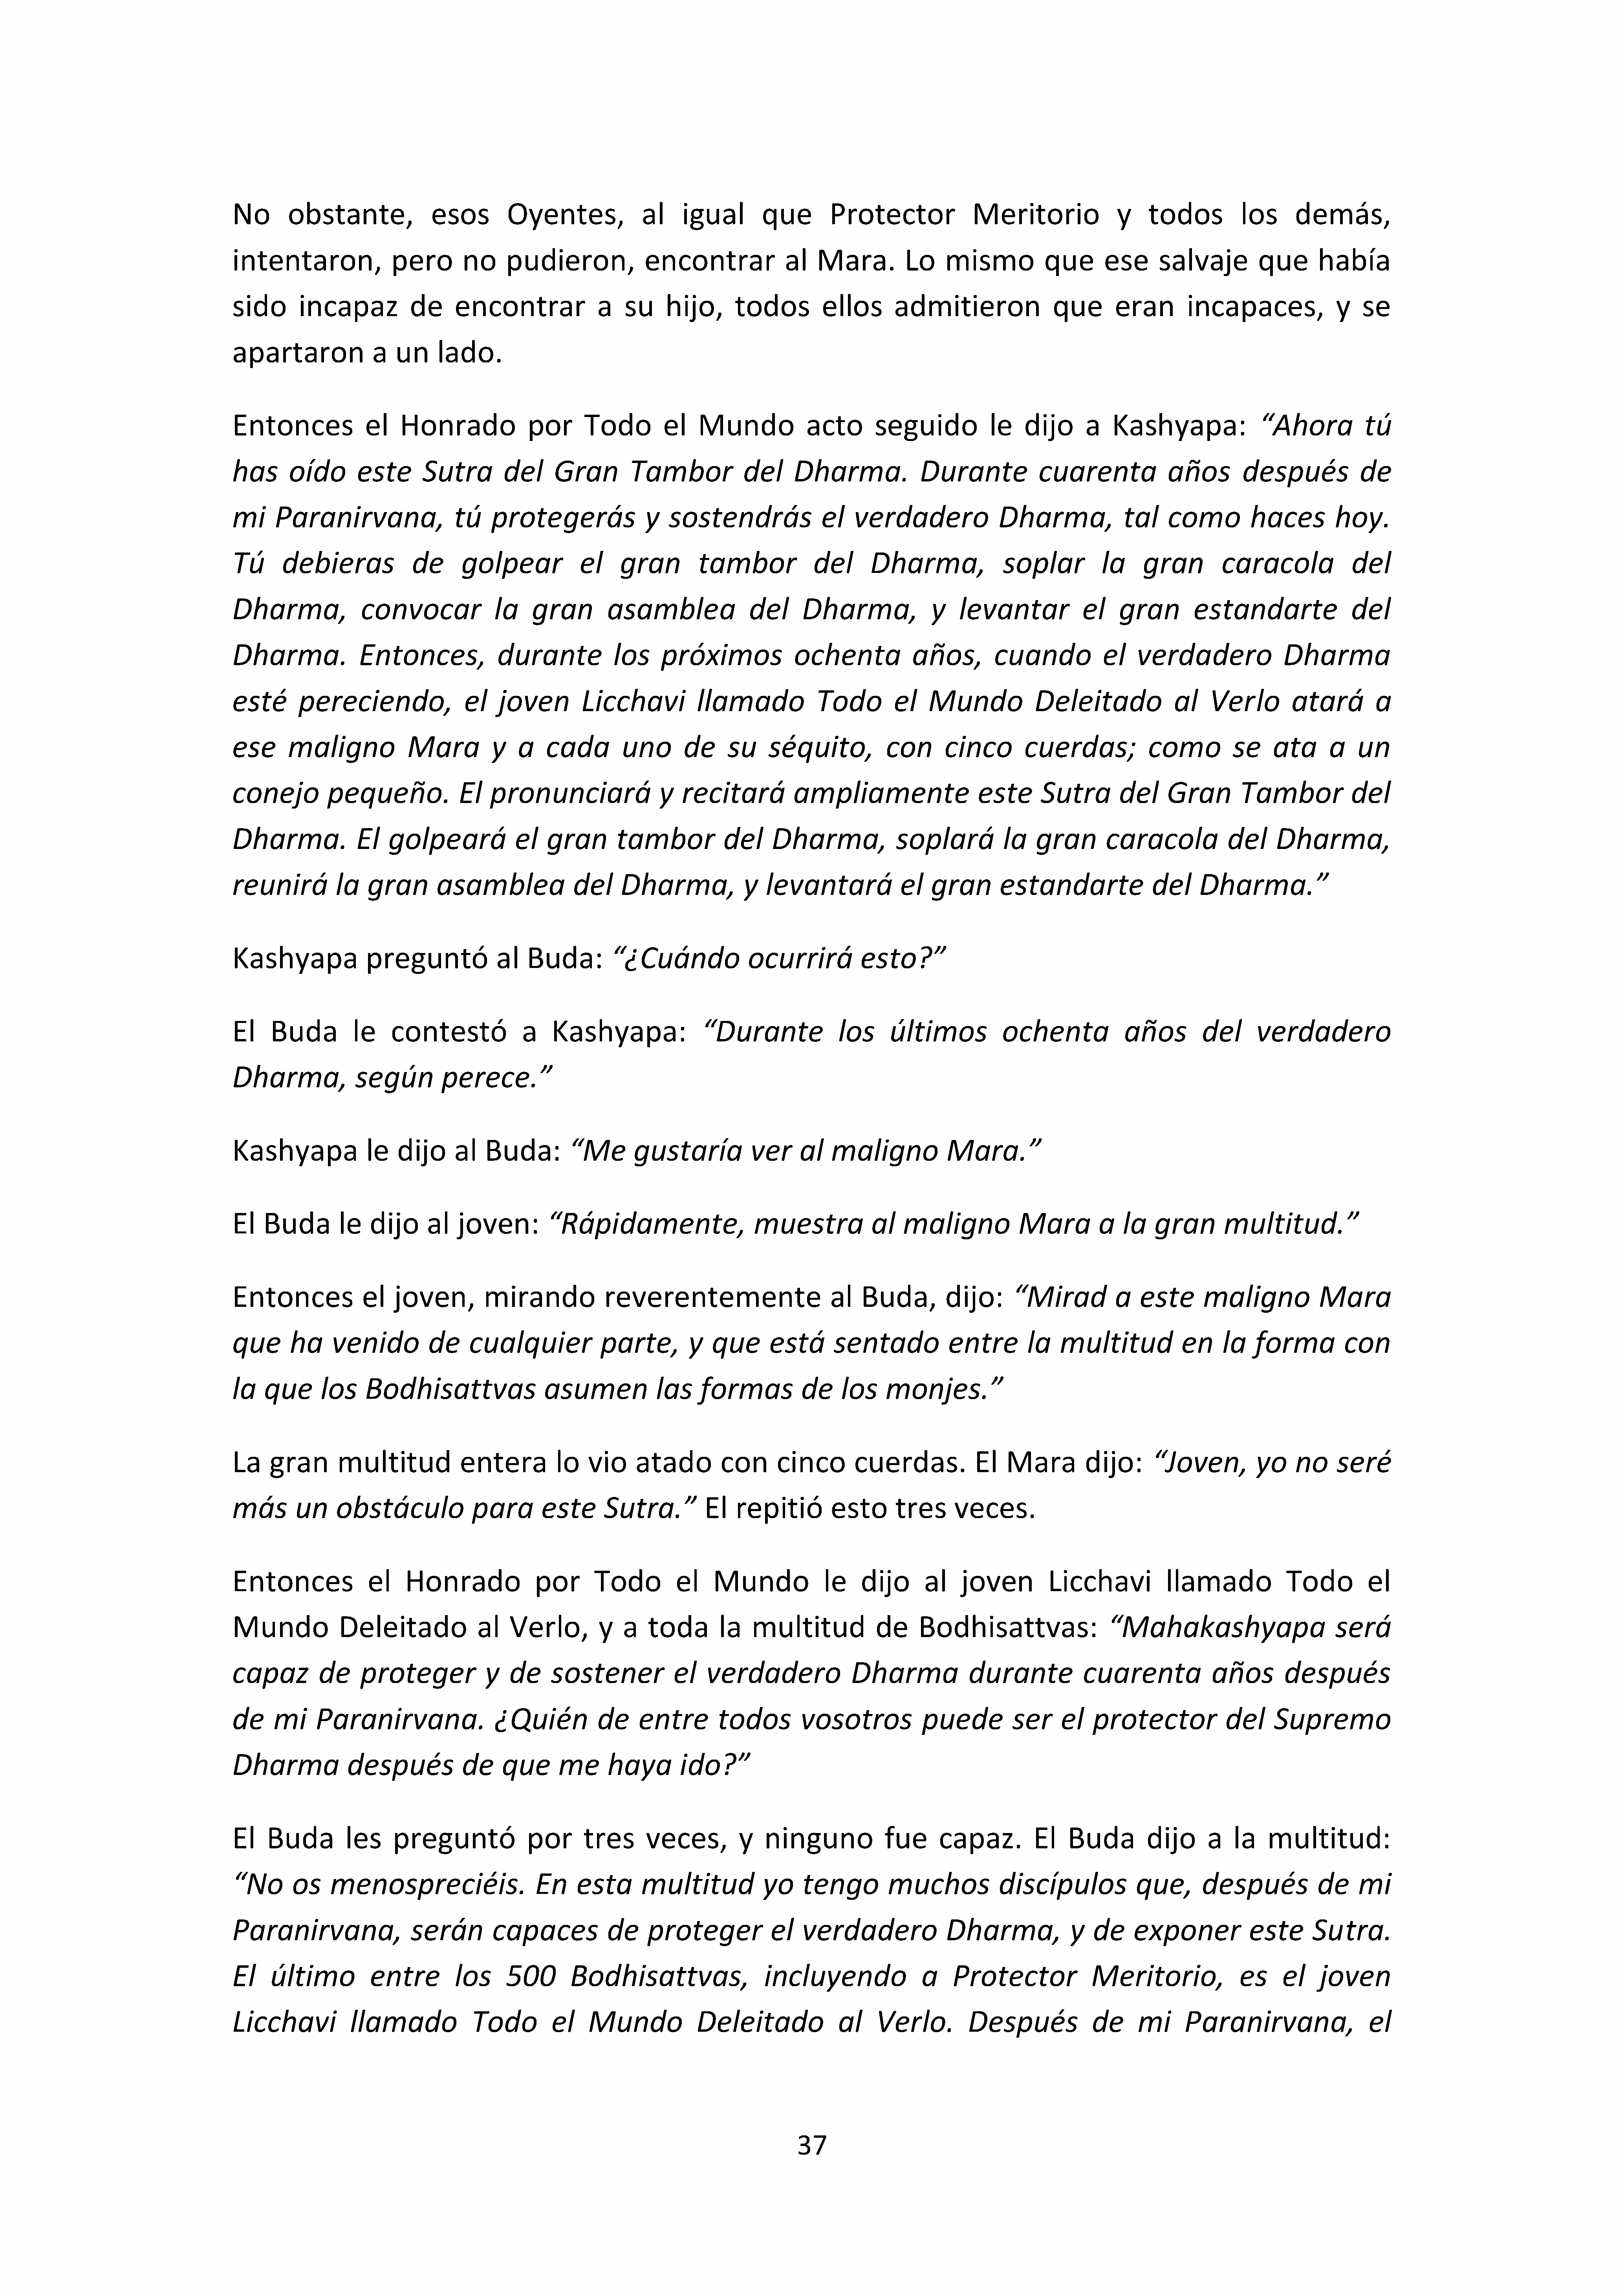 No obstante, esos Oyentes, al igual que Protector Meritorio y todos los demás,
intentaron, pero no pudieron, encontrar al Mara. Lo mismo que ese salvaje que había
sido incapaz de encontrar a su hijo, todos ellos admitieron que eran incapaces, y se
apartaron a un lado.
Entonces el Honrado por Todo el Mundo acto seguido le dijo a Kashyapa: “Ahora tú
has oído este Sutra del Gran Tambor del Dharma. Durante cuarenta años después de
mi Paranirvana, tú protegerás y sostendrás el verdadero Dharma, tal como haces hoy.
Tú debieras de golpear el gran tambor del Dharma, soplar la gran caracola del
Dharma, convocar la gran asamblea del Dharma, y levantar el gran estandarte del
Dharma. Entonces, durante los próximos ochenta años, cuando el verdadero Dharma
esté pereciendo, el joven Licchavi llamado Todo el Mundo Deleitado al Verlo atará a
ese maligno Mara y a cada uno de su séquito, con cinco cuerdas; como se ata a un
conejo pequeño. El pronunciará y recitará ampliamente este Sutra del Gran Tambor del
Dharma. El golpeará el gran tambor del Dharma, soplará la gran caracola del Dharma,
reunirá la gran asamblea del Dharma, y levantará el gran estandarte del Dharma.”
Kashyapa preguntó al Buda: “¿Cuándo ocurrirá esto?”
El Buda le contestó a Kashyapa: “Durante los últimos ochenta años del verdadero
Dharma, según perece.”
Kashyapa le dijo al Buda: “Me gustaría ver al maligno Mara.”
El Buda le dijo al joven: “Rápidamente, muestra al maligno Mara a la gran multitud.”
Entonces el joven, mirando reverentemente al Buda, dijo: “Mirad a este maligno Mara
que ha venido de cualquier parte, y que está sentado entre la multitud en la forma con
la que los Bodhisattvas asumen las formas de los monjes.”
La gran multitud entera lo vio atado con cinco cuerdas. El Mara dijo: “Joven, yo no seré
más un obstáculo para este Sutra.” El repitió esto tres veces.
Entonces el Honrado por Todo el Mundo le dijo al joven Licchavi llamado Todo el
Mundo Deleitado al Verlo, y a toda la multitud de Bodhisattvas: “Mahakashyapa será
capaz de proteger y de sostener el verdadero Dharma durante cuarenta años después
de mi Paranirvana. ¿Quién de entre todos vosotros puede ser el protector del Supremo
Dharma después de que me haya ido?”
El Buda les preguntó por tres veces, y ninguno fue capaz. El Buda dijo a la multitud:
“No os menospreciéis. En esta multitud yo tengo muchos discípulos que, después de mi
Paranirvana, serán capaces de proteger el verdadero Dharma, y de exponer este Sutra.
El último entre los 500 Bodhisattvas, incluyendo a Protector Meritorio, es el joven
Licchavi llamado Todo el Mundo Deleitado al Verlo. Después de mi Paranirvana, el
37